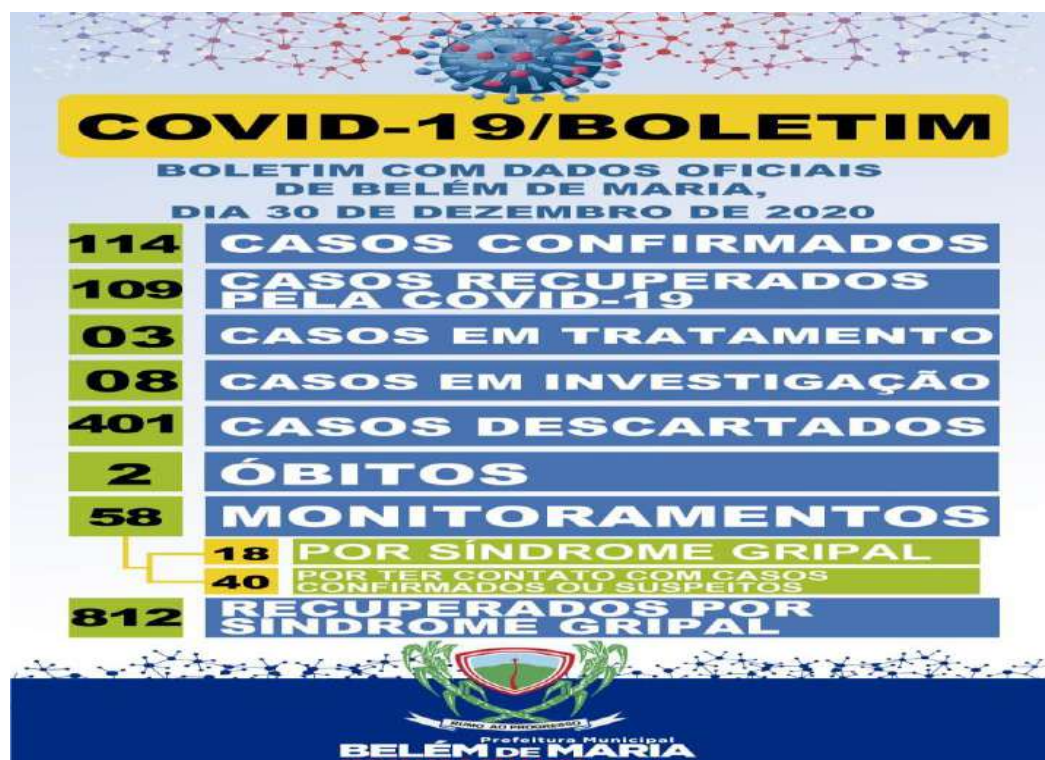 COVID-19/BOLETIM
BOLETIM COM DADOS OFICIAIS
DE BELÉM DE MARIA,
DIA 30 DE DEZEMBRO DE 2020
114 CASOS CONFIRMADOS
109 CASOS RECUPERADOS
PELA COVID-19
03 CASOS EM TRATAMENTO
08 CASOS EM INVESTIGAÇÃO
401 CASOS DESCARTADOS
2 ÓBITOS
58 MONITORAMENTOS
18 POR SÍNDROME GRIPAL
40 POR TER CONTATO COM CASOS
CONFIRMADOS OU SUSPEITOS
812 RECUPERADOS POR
SÍNDROME GRIPAL
RUMO AO PROGRESSO
Prefeitura Municipal
BELÉM DE MARIA